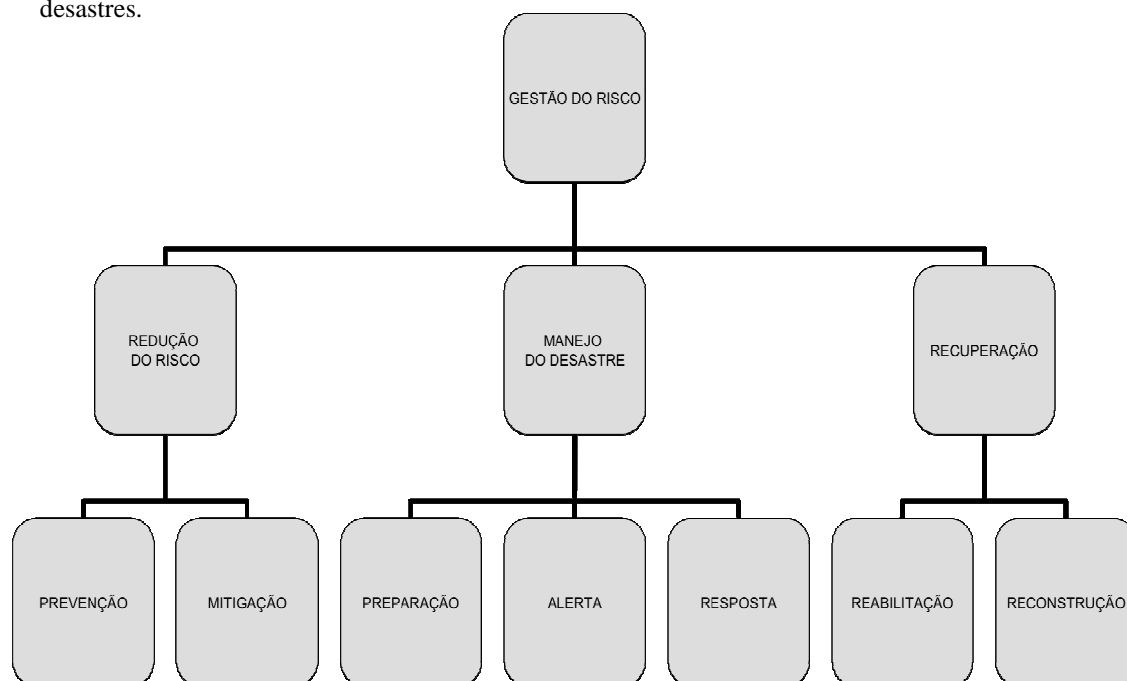 desastres.
GESTÃO DO RISCO
REDUÇÃO
DO RISCO
MANEJO
DO DESASTRE
RECUPERAÇÃO
PREVENÇÃO
MITIGAÇÃO
PREPARAÇÃO
ALERTA
RESPOSTA
REABILITAÇÃO
RECONSTRUÇÃO